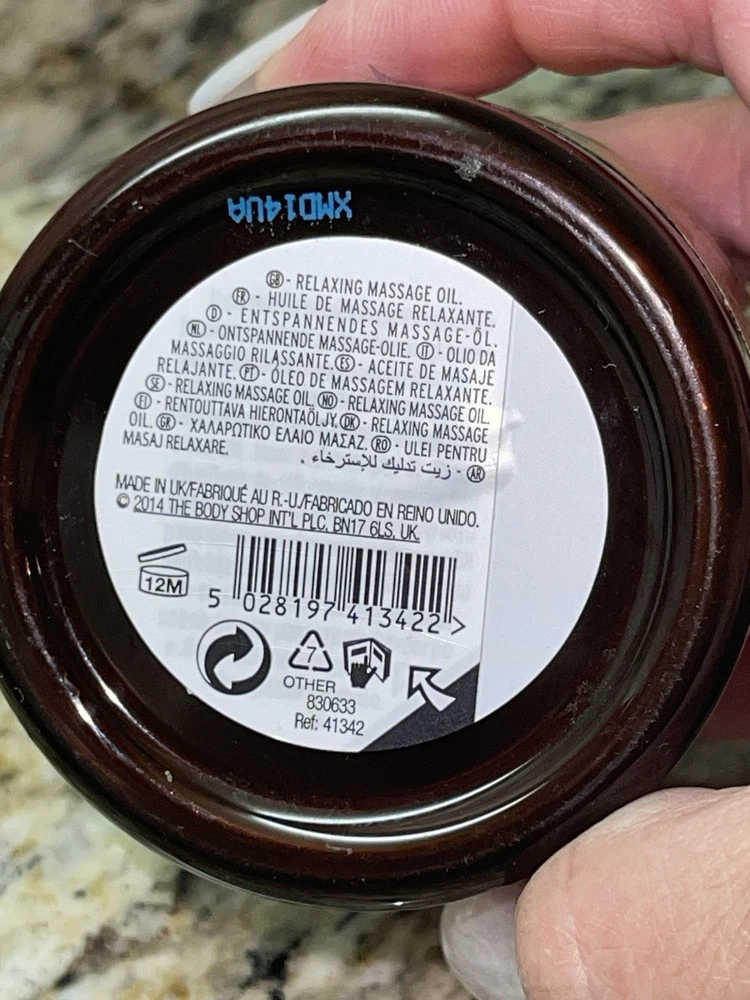 XMD14UA
GB - RELAXING MASSAGE OIL.
FR - HUILE DE MASSAGE RELAXANTE.
D - ENTSPANNENDES MASSAGE-ÖL.
NL - ONTSPANNENDE MASSAGE-OLIE. IT - OLIO DA
MASSAGGIO RILASSANTE. ES - ACEITE DE MASAJE
RELAJANTE. PT - ÓLEO DE MASSAGEM RELAXANTE.
SE - RELAXING MASSAGE OIL. NO - RELAXING MASSAGE OIL.
FI - RENTOUTTAVA HIERONTAÖLJY. DK - RELAXING MASSAGE
OIL. GR - ΧΑΛΑΡΩΤΙΚΟ ΕΛΑΙΟ ΜΑΣΑΖ. RO - ULEI PENTRU
MASAJ RELAXARE.
AR - زيت تدليك للإسترخاء .
MADE IN UK/FABRIQUÉ AU R.-U./FABRICADO EN REINO UNIDO.
© 2014 THE BODY SHOP INT'L PLC. BN17 6LS. UK.
12M
5 028197 413422 >
7
OTHER
830633
Ref: 41342